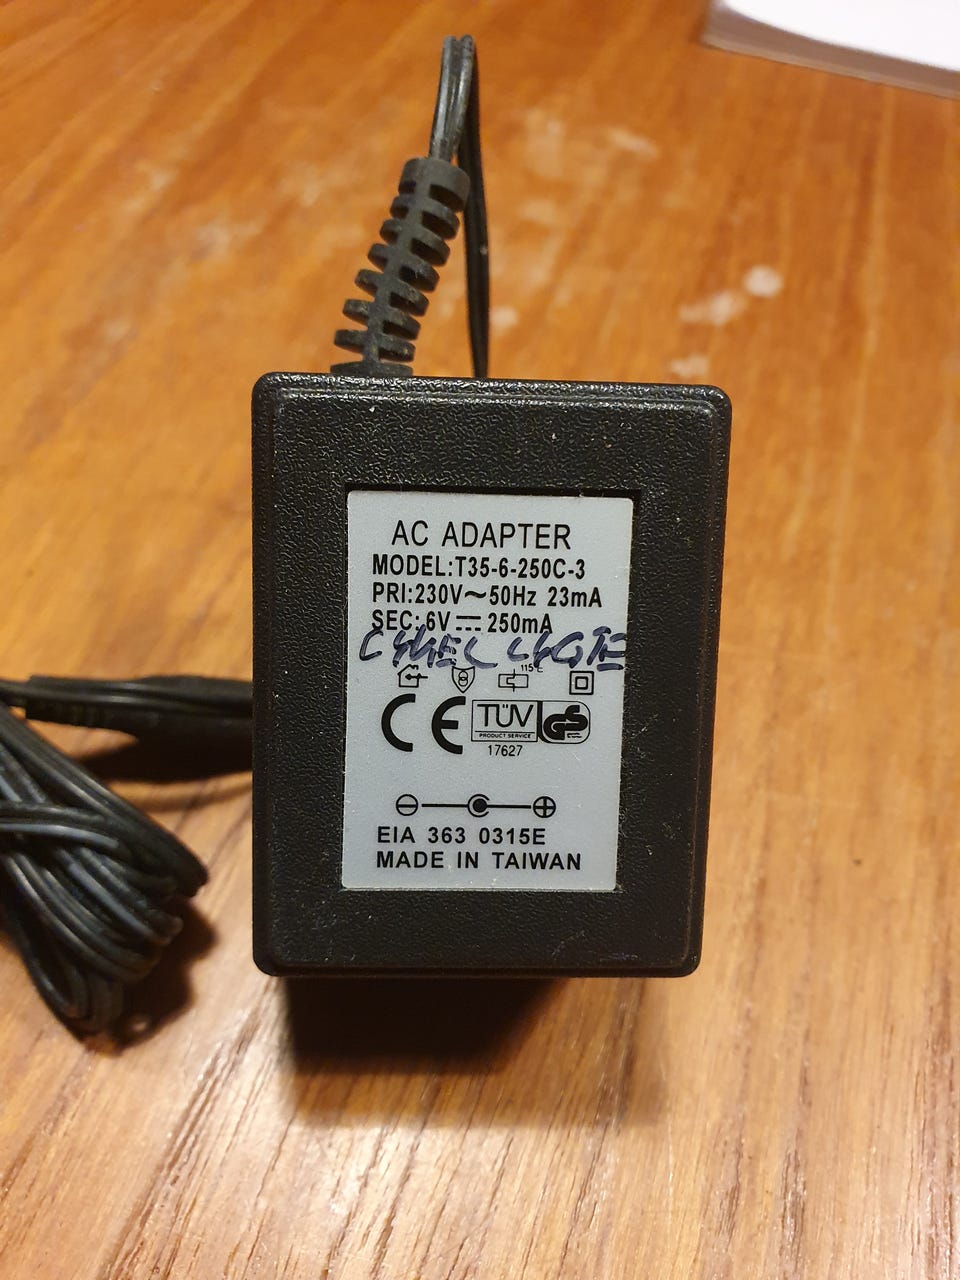 AC ADAPTER
MODEL:T35-6-250C-3
PRI:230V~50Hz 23mA
SEC:6V⎓250mA
115°C
CE
TÜV
PRODUCT SERVICE
GS
17627
EIA 363 0315E
MADE IN TAIWAN